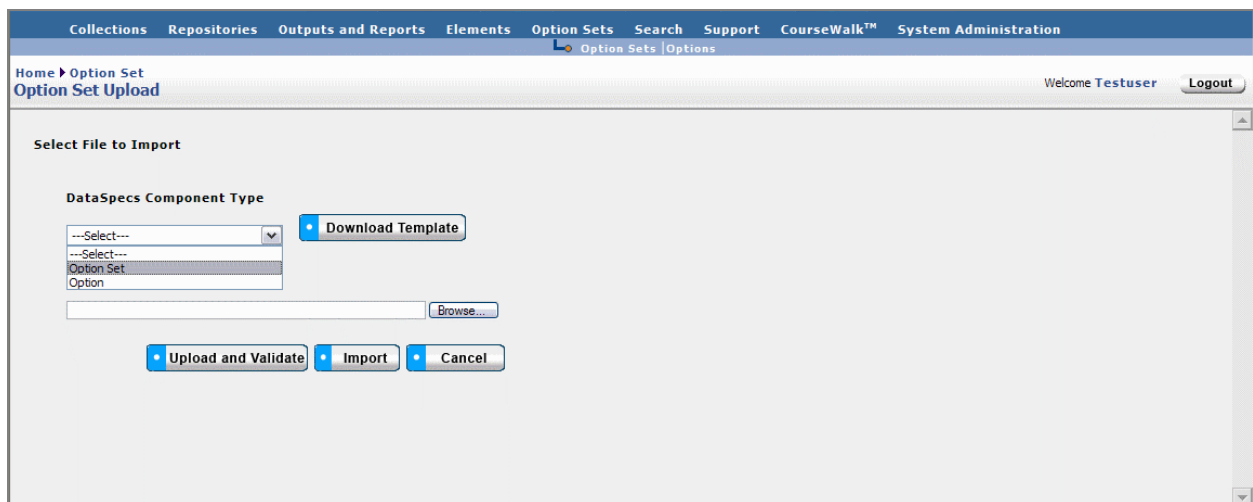 Collections Repositories Outputs and Reports Elements Option Sets Search Support CourseWalk™ System Administration
Option Sets |Options
Home Option Set
Option Set Upload
Welcome Testuser Logout
Select File to Import
DataSpecs Component Type
---Select---
Download Template
---Select---
Option Set
Option
Browse...
Upload and Validate Import Cancel